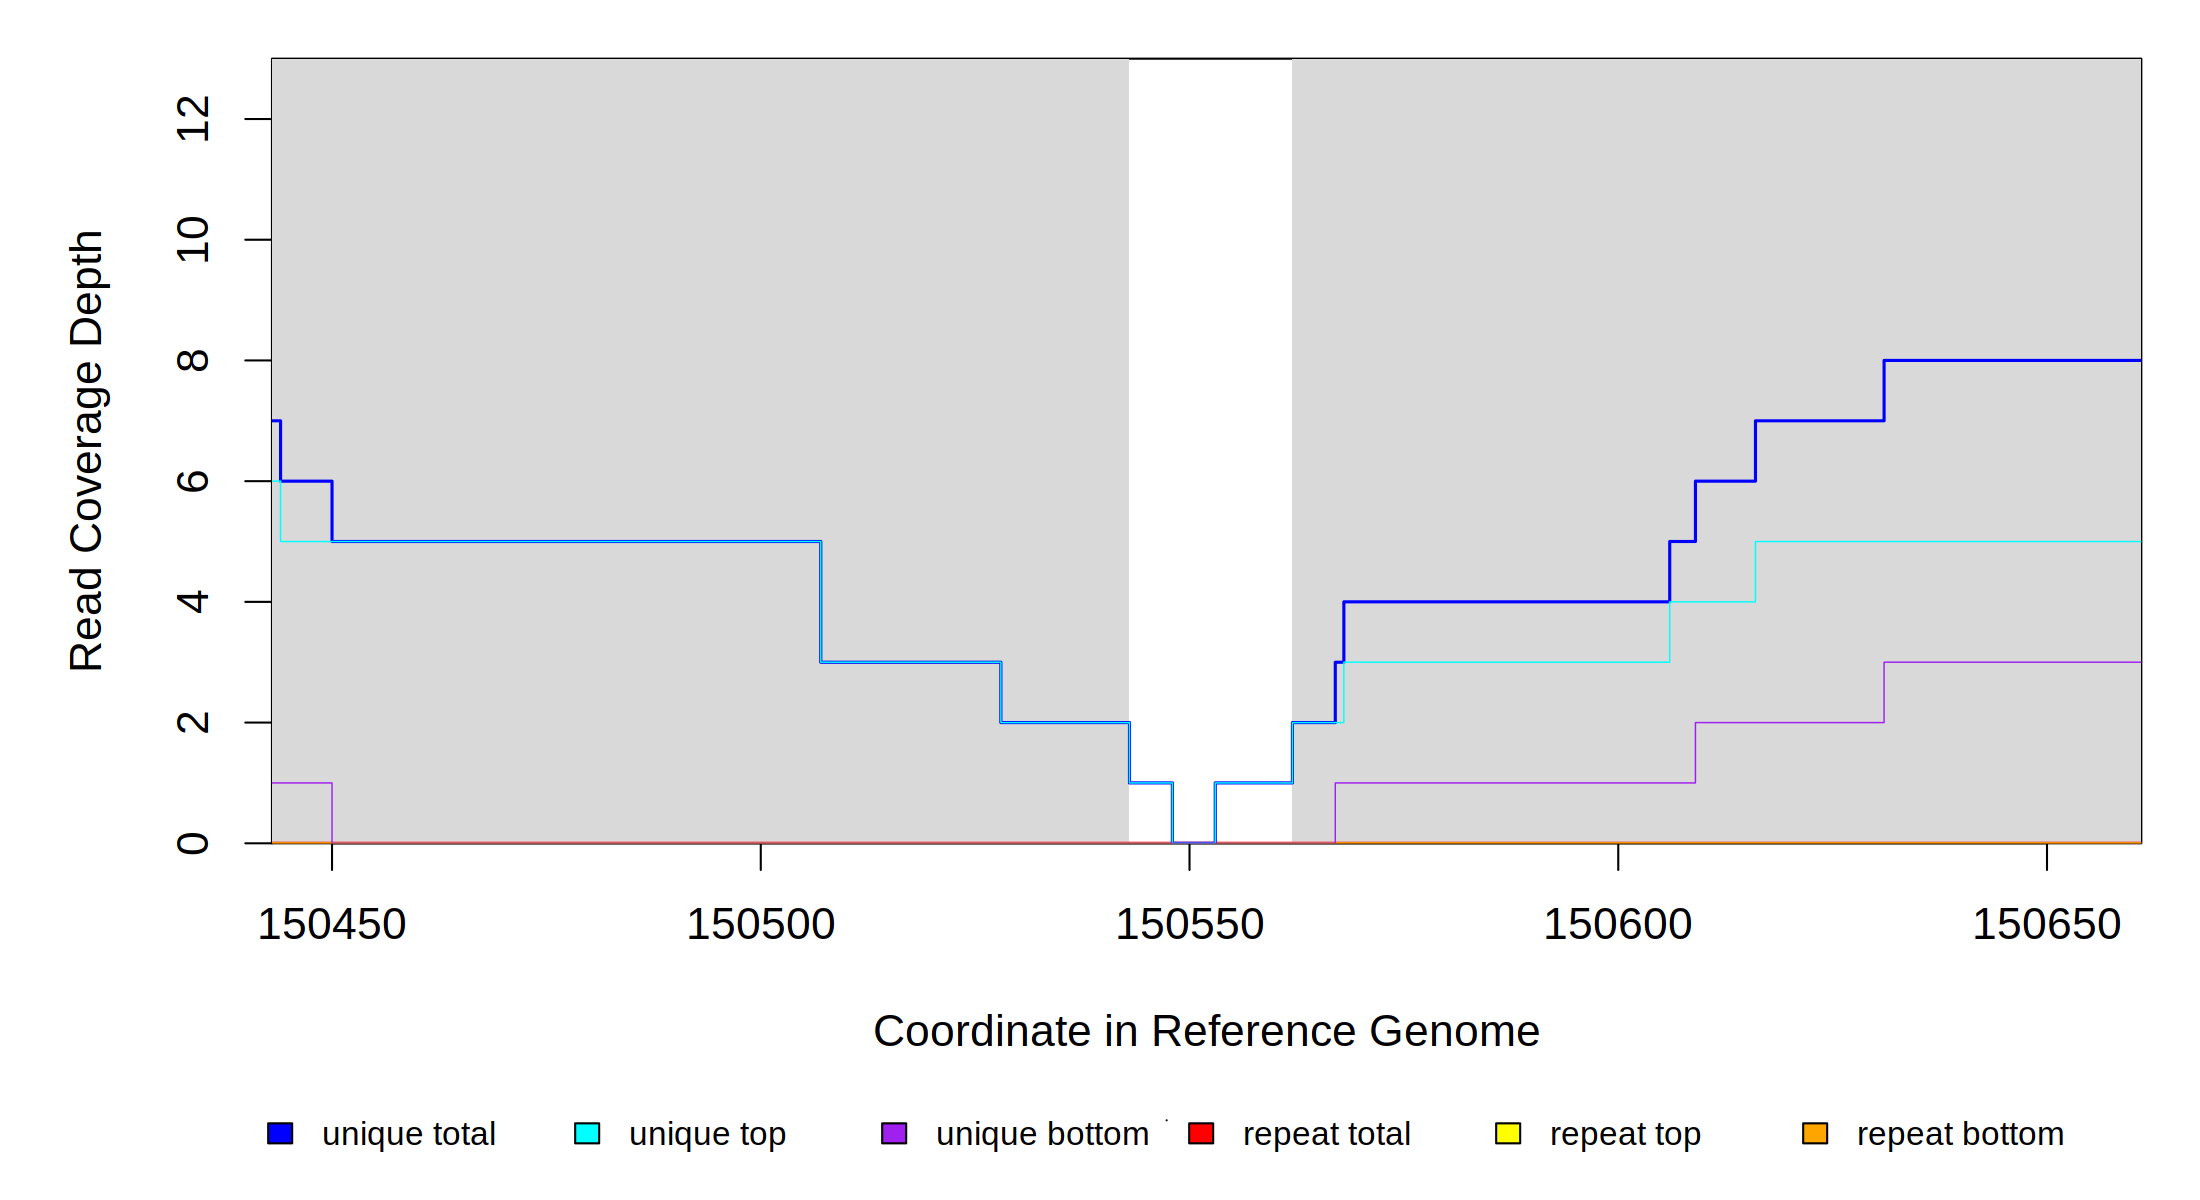 12
10
8
6
4
2
0
Read Coverage Depth
150450 150500 150550 150600 150650
Coordinate in Reference Genome
unique total unique top unique bottom repeat total repeat top repeat bottom